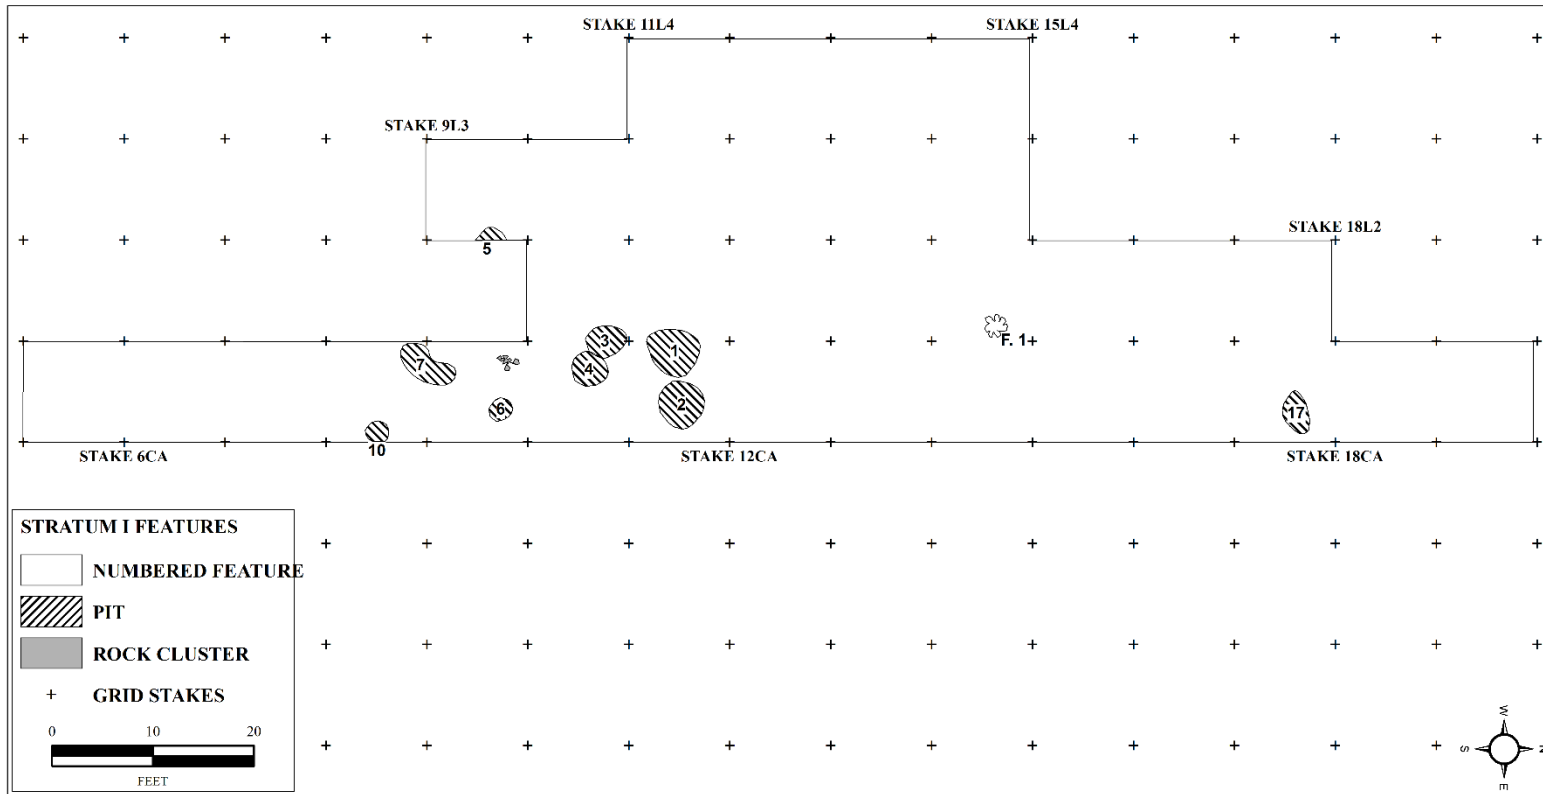 STAKE 11L4
STAKE 15L4
STAKE 9L3
STAKE 18L2
5
F. 1
3
1
7
4
2
6
17
10
STAKE 6CA
STAKE 12CA
STAKE 18CA
STRATUM I FEATURES
NUMBERED FEATURE
PIT
ROCK CLUSTER
+ GRID STAKES
0 10 20
FEET
W
S N
E